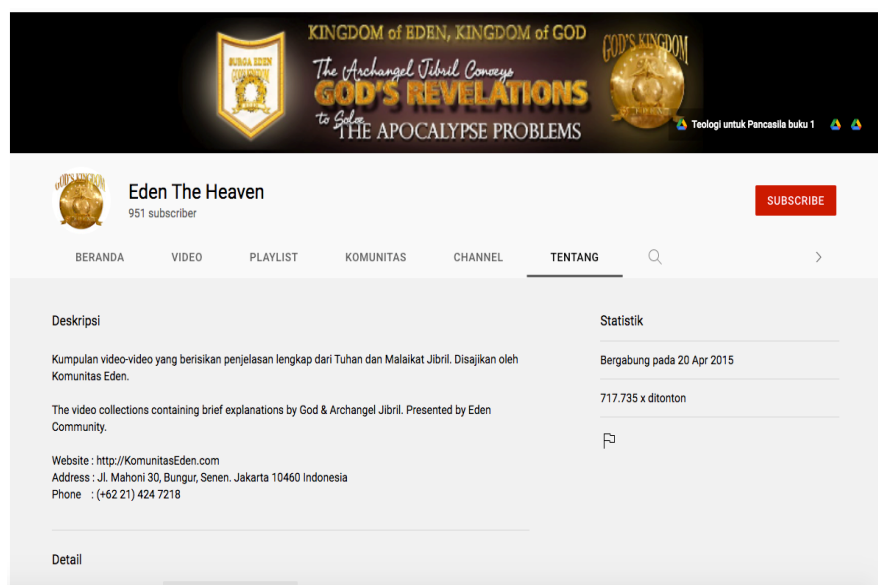 KINGDOM of EDEN, KINGDOM of GOD
The Archangel Jibril Conveys
GOD'S REVELATIONS
to Solve
THE APOCALYPSE PROBLEMS
SURGA EDEN
GOD'S KINGDOM
Teologi untuk Pancasila buku 1
GOD'S KINGDOM
Eden The Heaven
951 subscriber
SUBSCRIBE
BERANDA VIDEO PLAYLIST KOMUNITAS CHANNEL TENTANG
Deskripsi
Kumpulan video-video yang berisikan penjelasan lengkap dari Tuhan dan Malaikat Jibril. Disajikan oleh
Komunitas Eden.
The video collections containing brief explanations by God & Archangel Jibril. Presented by Eden
Community.
Website : http://KomunitasEden.com
Address : Jl. Mahoni 30, Bungur, Senen. Jakarta 10460 Indonesia
Phone : (+62 21) 424 7218
Statistik
Bergabung pada 20 Apr 2015
717.735 x ditonton
Detail